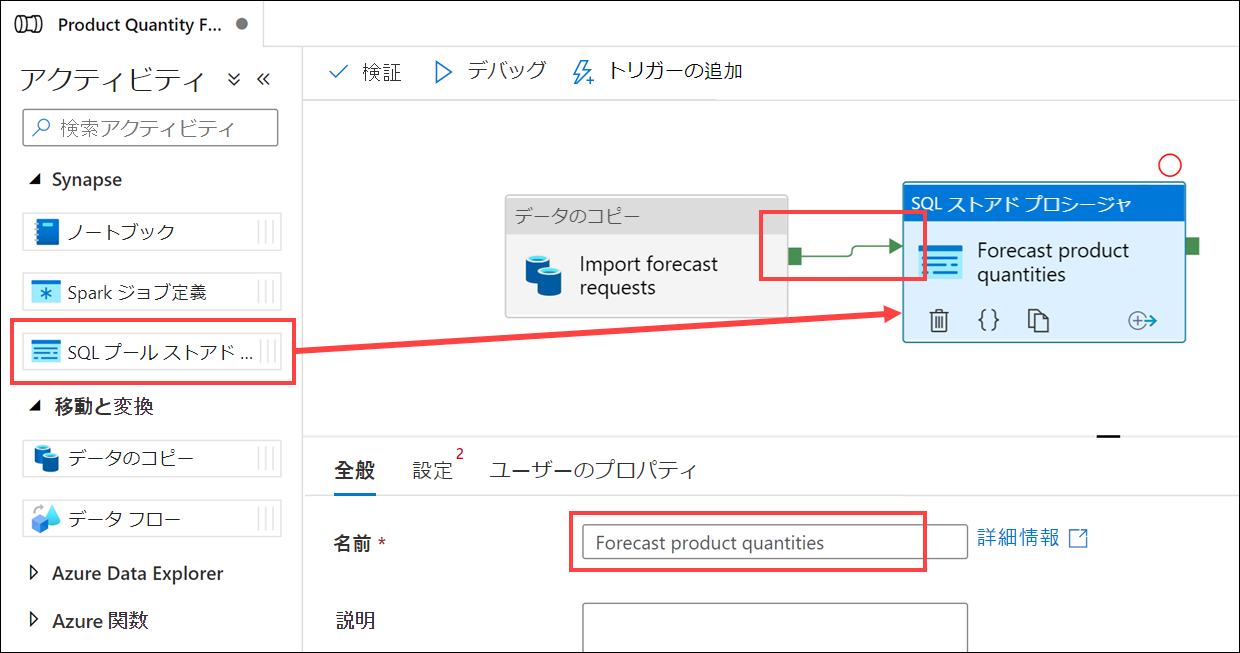 Product Quantity F...
アクティビティ
検証
デバッグ
トリガーの追加
検索アクティビティ
Synapse
ノートブック
Spark ジョブ定義
SQL プール ストアド ...
移動と変換
データのコピー
データ フロー
Azure Data Explorer
Azure 関数
データのコピー
Import forecast
requests
SQL ストアド プロシージャ
Forecast product
quantities
{}
全般
設定 2
ユーザーのプロパティ
名前 *
Forecast product quantities
詳細情報
説明